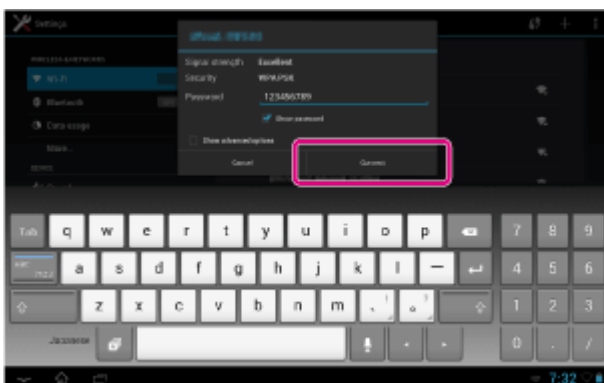 Settings
WIRELESS & NETWORKS
Signal strength Excellent
Wi-Fi
Security WPA PSK
Password 123456789
Bluetooth
Show password
Data usage
Show advanced options
More...
Cancel Connect
DEVICE
Tab q w e r t y u i o p 7 8 9
a s d f g h j k l — 4 5 6
z x c v b n m 1 2 3
Japanese 0 . /
7:32